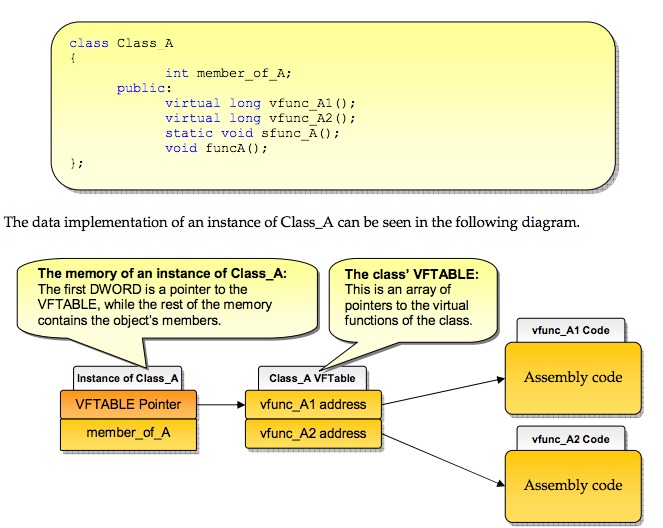 class Class_A
{
int member_of_A;
public:
virtual long vfunc_A1();
virtual long vfunc_A2();
static void sfunc_A();
void funcA();
};
The data implementation of an instance of Class_A can be seen in the following diagram.
The memory of an instance of Class_A:
The first DWORD is a pointer to the
VFTABLE, while the rest of the memory
contains the object's members.
The class' VFTABLE:
This is an array of
pointers to the virtual
functions of the class.
Instance of Class_A
VFTABLE Pointer
member_of_A
Class_A VFTable
vfunc_A1 address
vfunc_A2 address
vfunc_A1 Code
Assembly code
vfunc_A2 Code
Assembly code